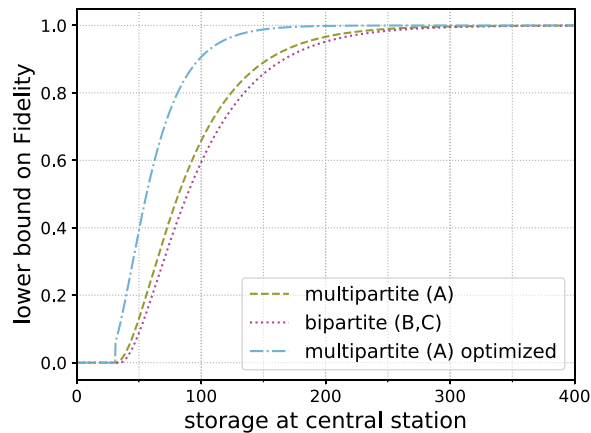 1.0
0.8
0.6
0.4
0.2
0.0
lower bound on Fidelity
multipartite (A)
bipartite (B,C)
multipartite (A) optimized
0
100
200
300
400
storage at central station